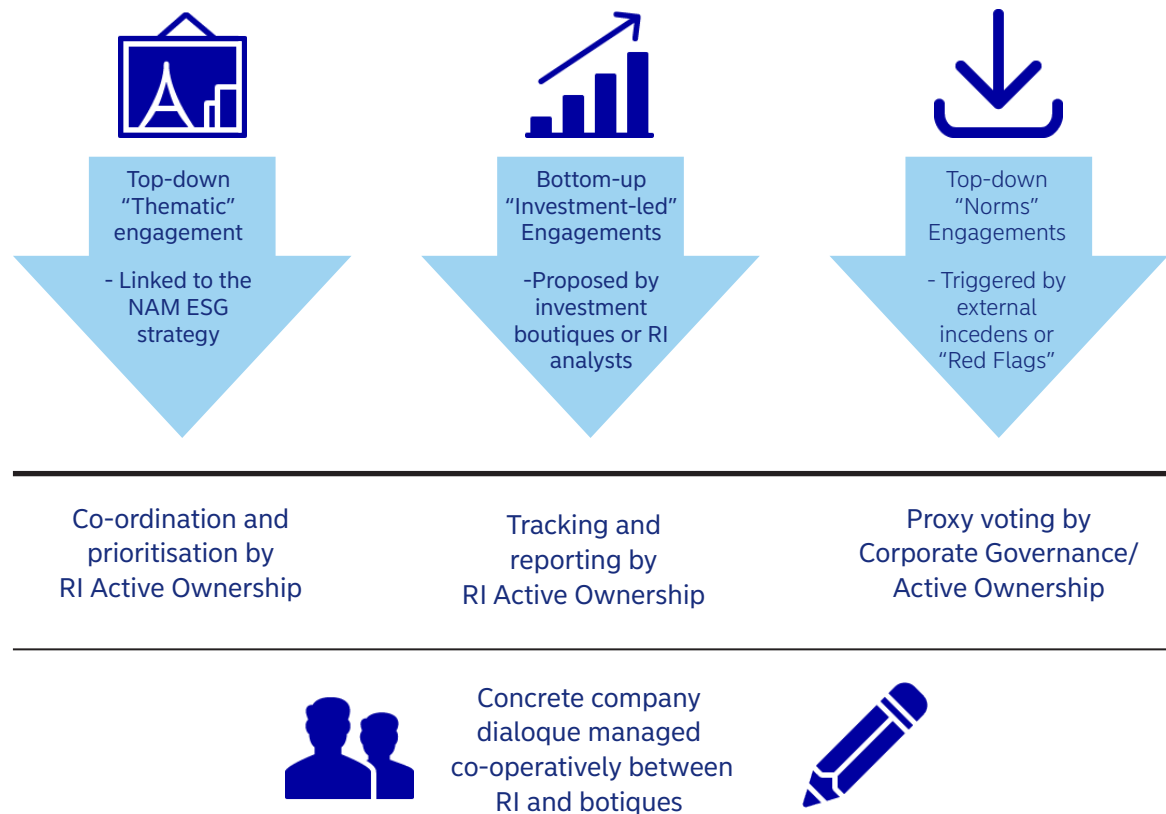 Top-down
“Thematic”
engagement
- Linked to the
NAM ESG
strategy
Bottom-up
“Investment-led”
Engagements
-Proposed by
investment
boutiques or RI
analysts
Top-down
“Norms”
Engagements
- Triggered by
external
incedens or
“Red Flags”
Co-ordination and
prioritisation by
RI Active Ownership
Tracking and
reporting by
RI Active Ownership
Proxy voting by
Corporate Governance/
Active Ownership
Concrete company
dialoque managed
co-operatively between
RI and botiques